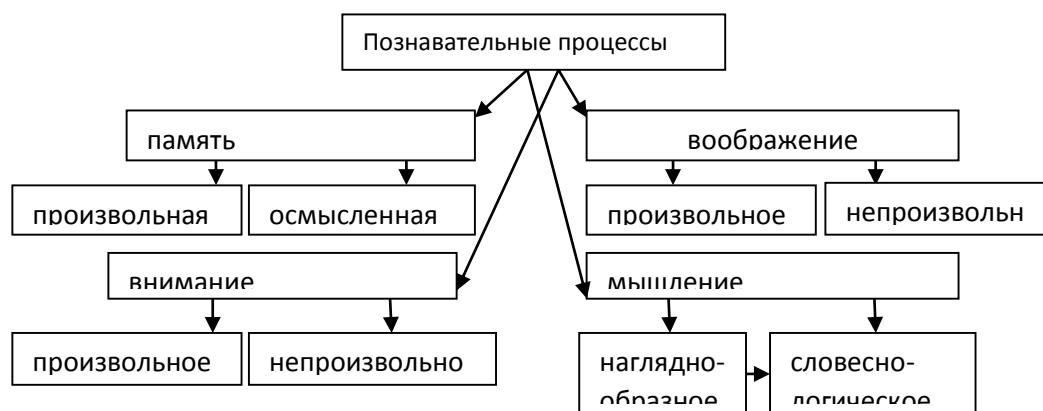 Познавательные процессы
память
воображение
произвольная
осмысленная
произвольное
непроизвольн
внимание
мышление
произвольное
непроизвольно
наглядно-
образное
словесно-
логическое